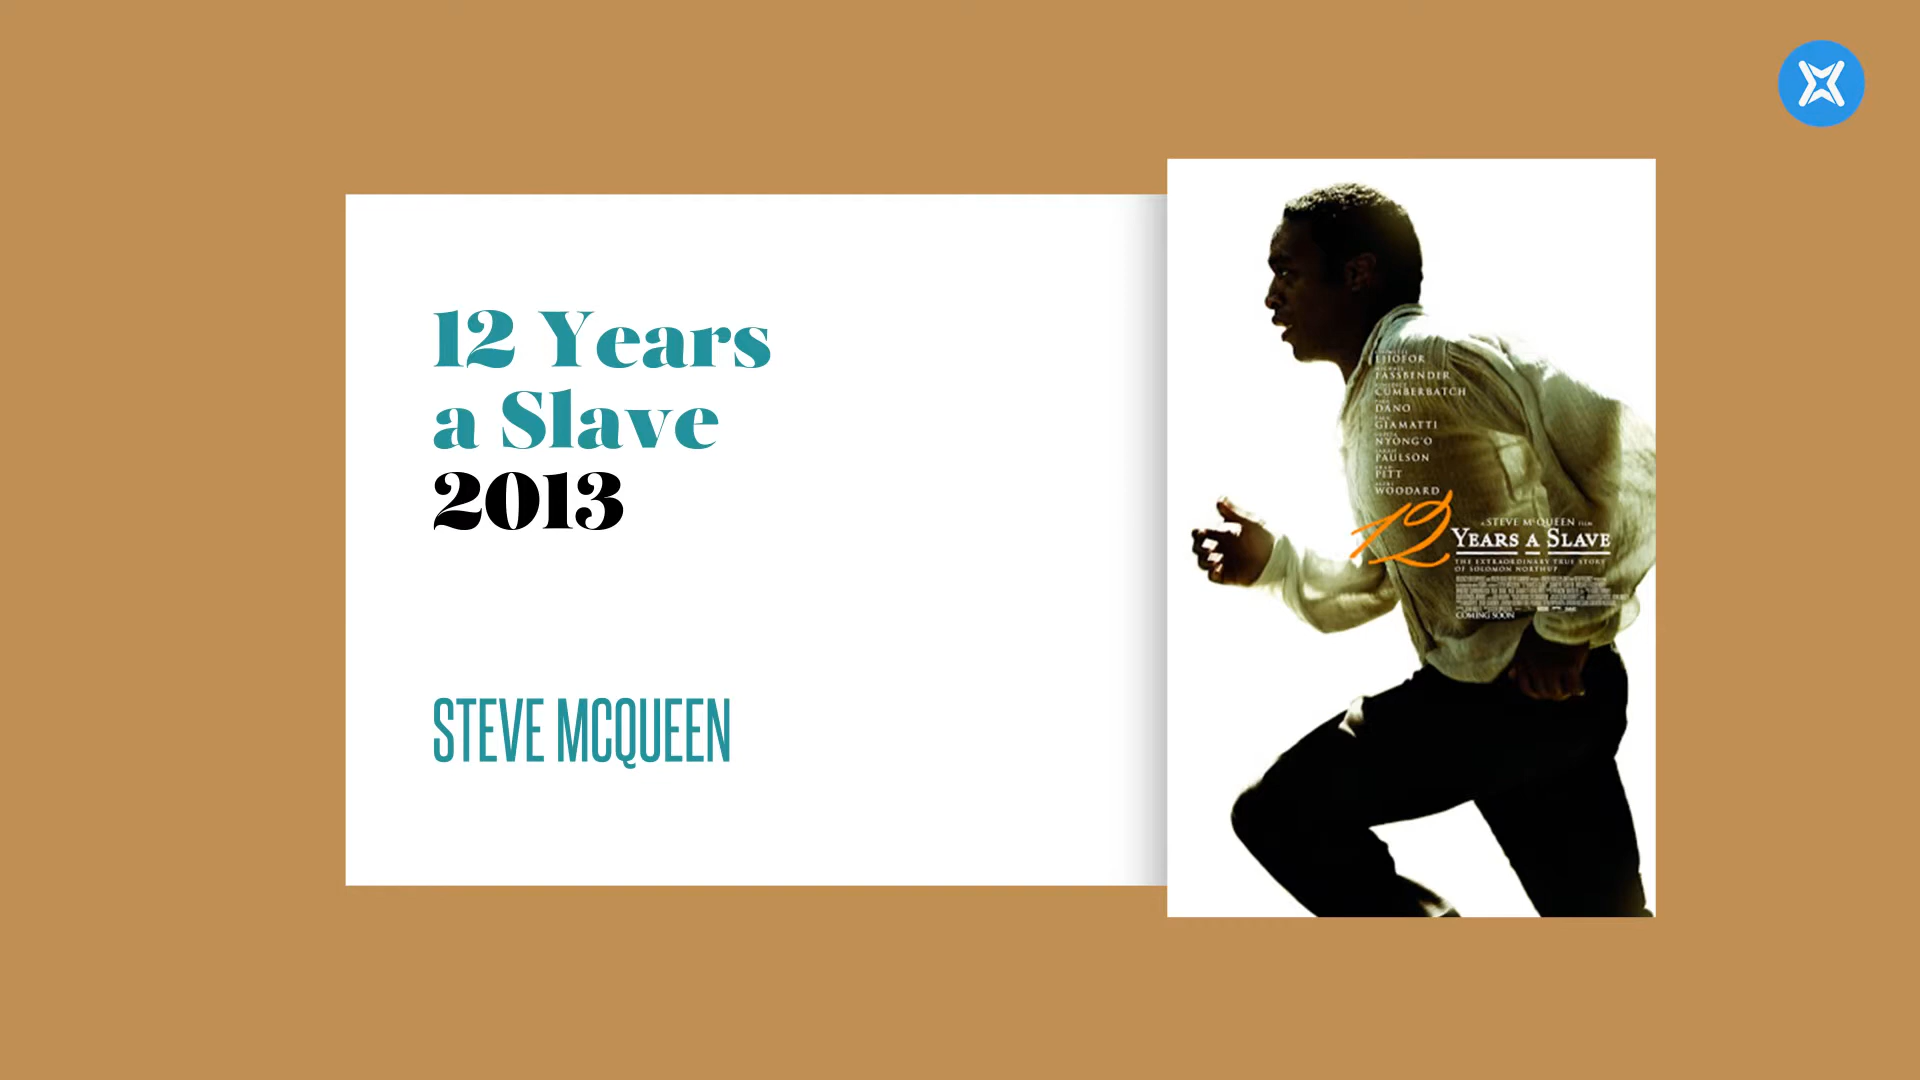 12 Years
a Slave
2013
STEVE MCQUEEN
EJIOFOR
FASSBENDER
CUMBERBATCH
DANO
GIAMATTI
NYONG'O
PAULSON
PITT
WOODARD
A STEVE MCQUEEN FILM
12 YEARS A SLAVE
THE EXTRAORDINARY TRUE STORY
OF SOLOMON NORTHUP
COMING SOON